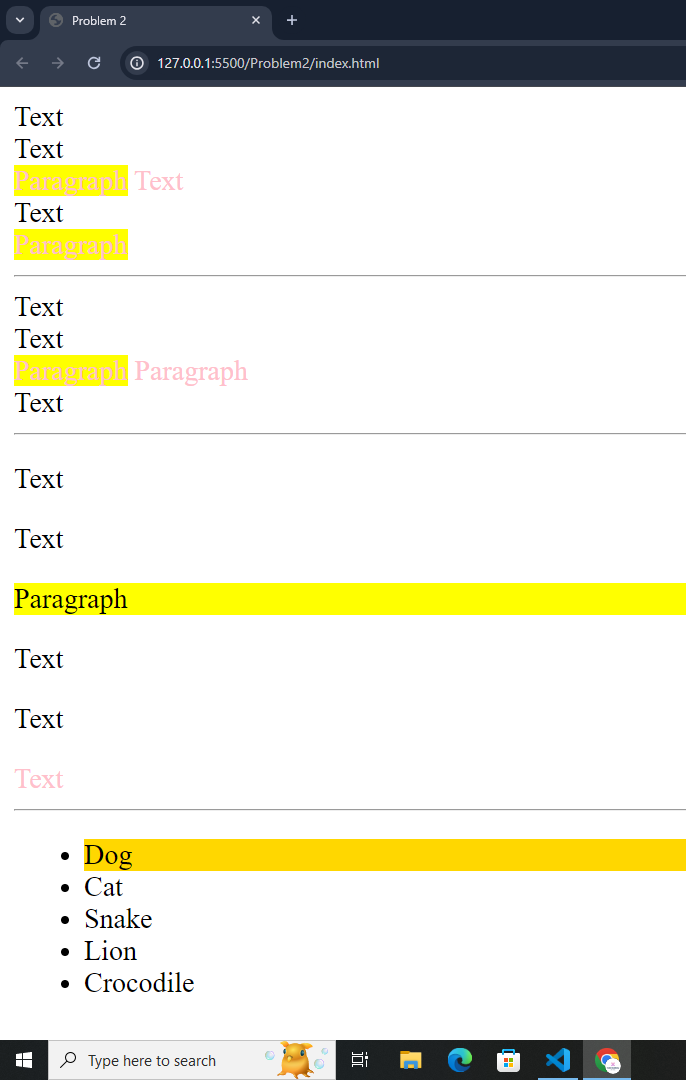 Problem 2
127.0.0.1:5500/Problem2/index.html
Text
Text
Paragraph Text
Text
Paragraph
Text
Text
Paragraph Paragraph
Text
Text
Text
Paragraph
Text
Text
Text
Dog
Cat
Snake
Lion
Crocodile
Type here to search